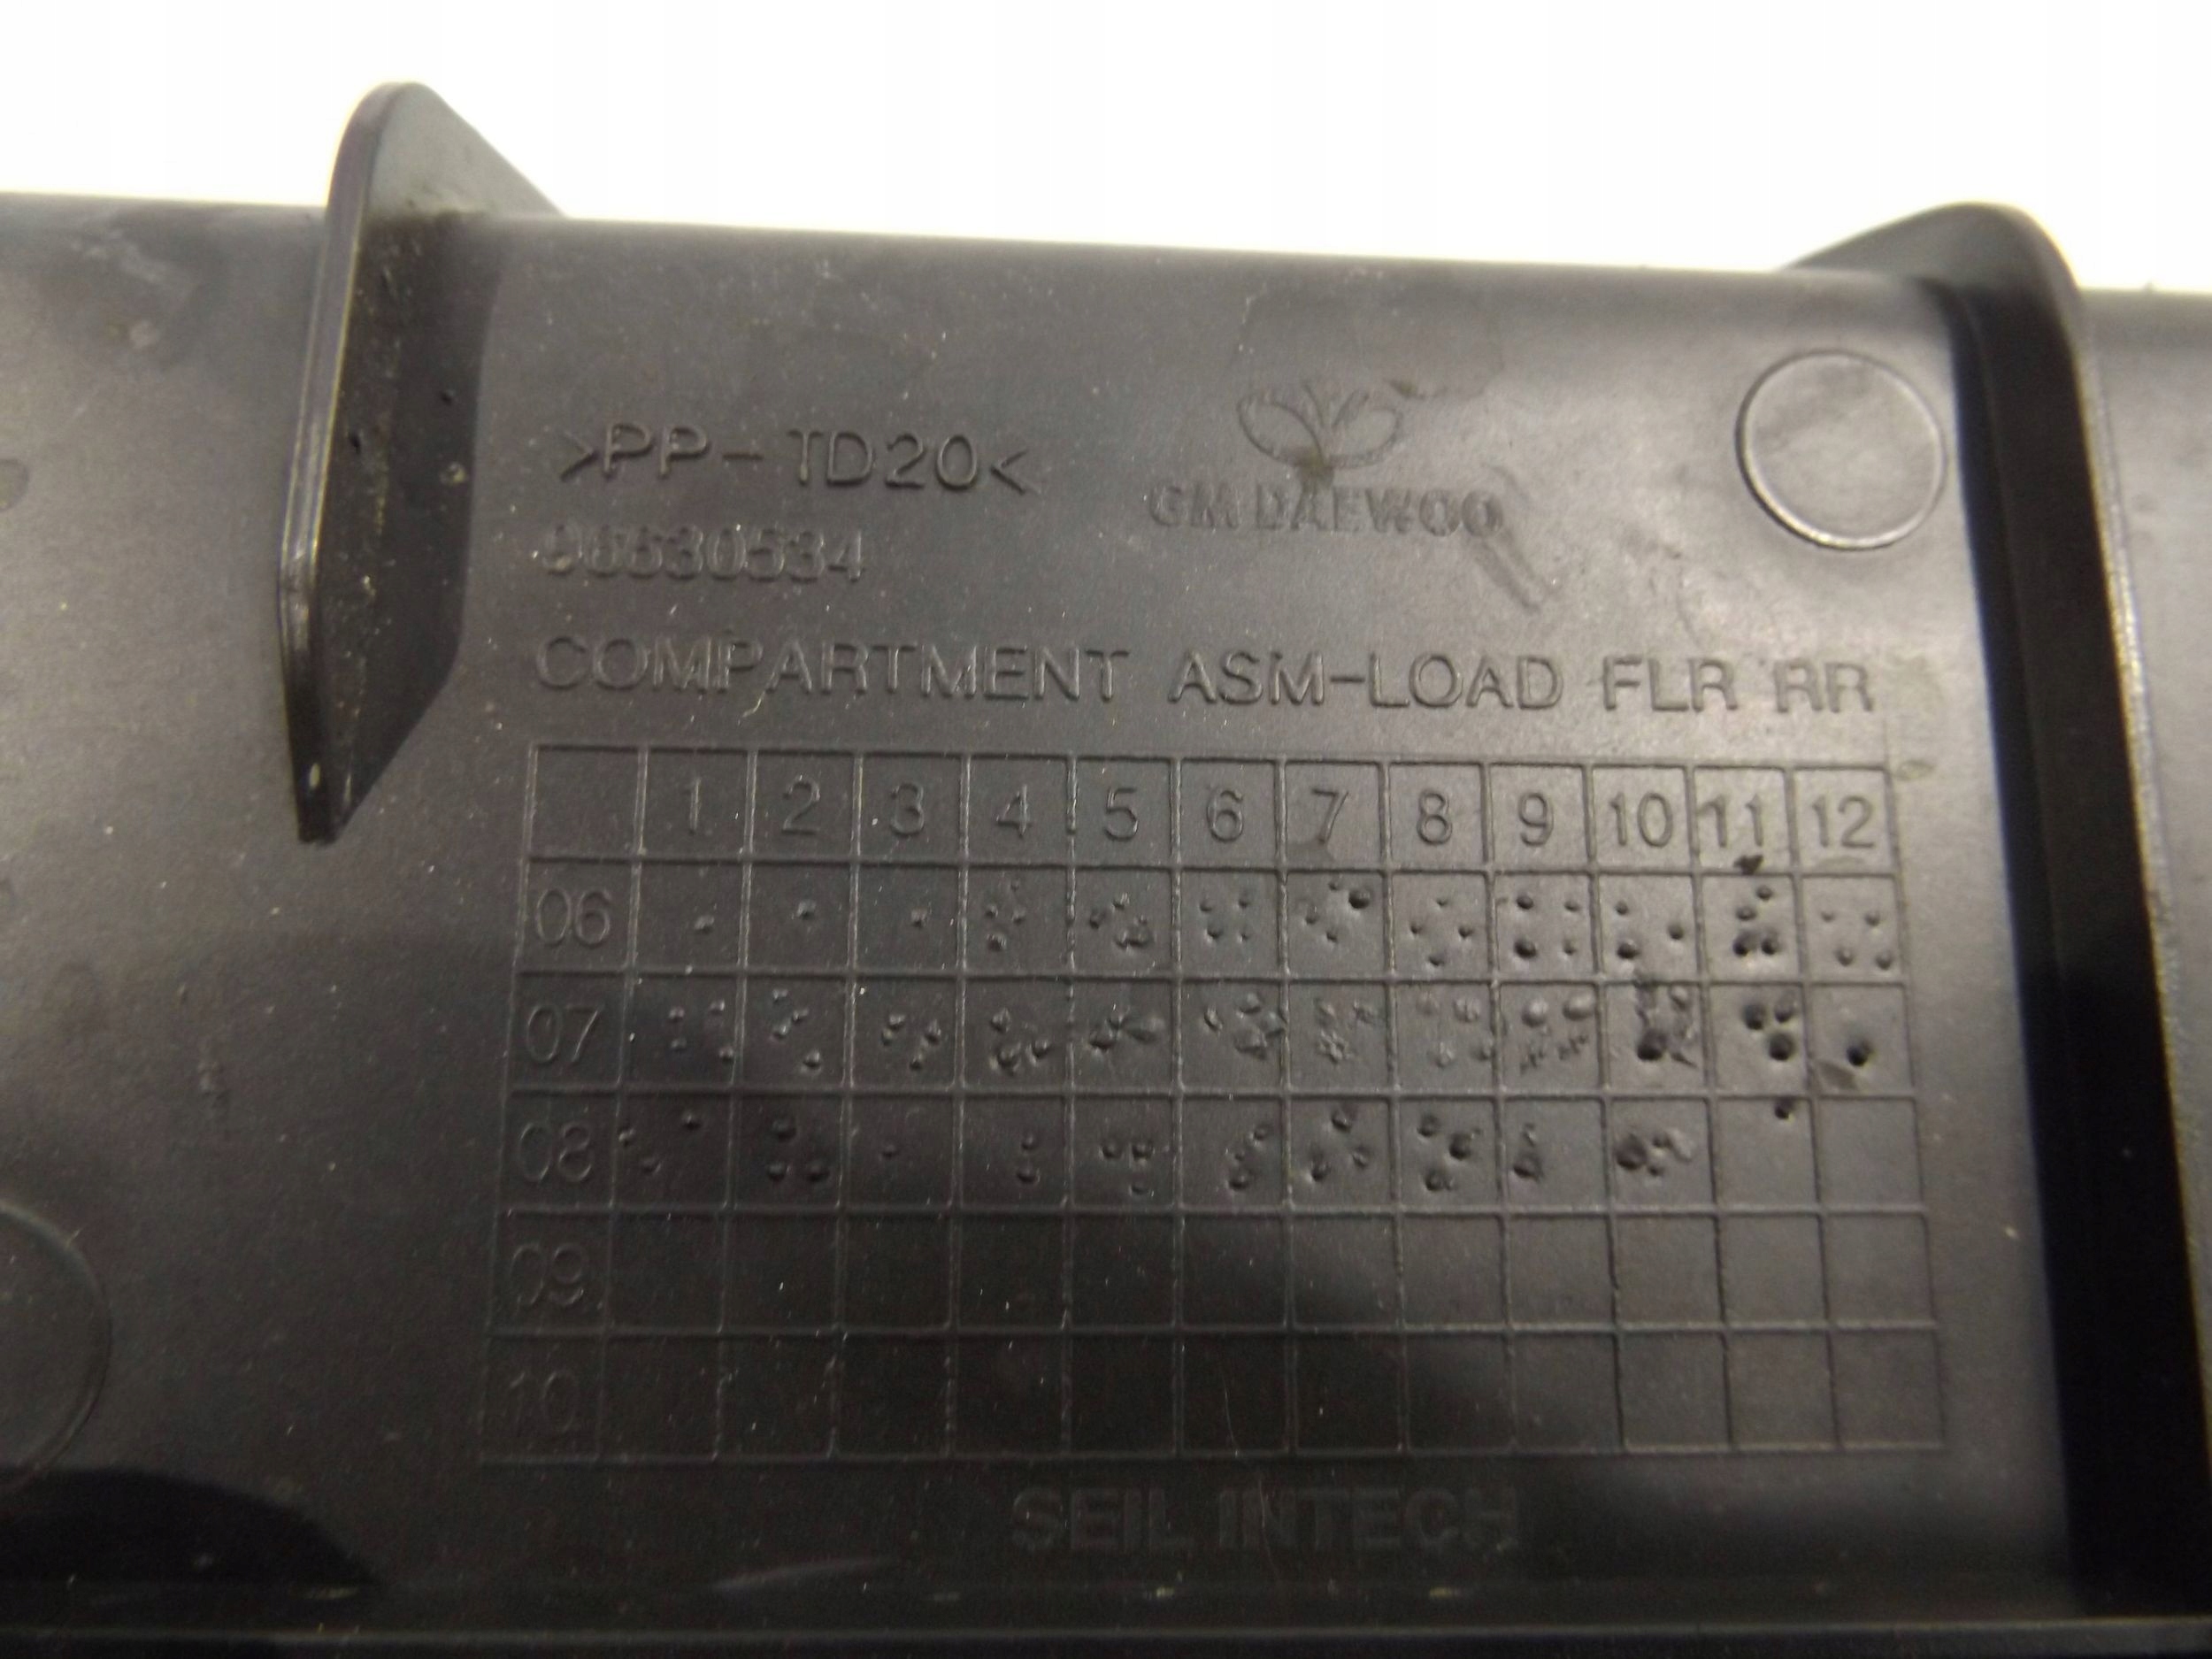 >PP-TD20<
GM DAEWOO
96630534
COMPARTMENT ASM-LOAD FLR RR
1 2 3 4 5 6 7 8 9 10 11 12
06
07
08
09
10
SEIL INTECH